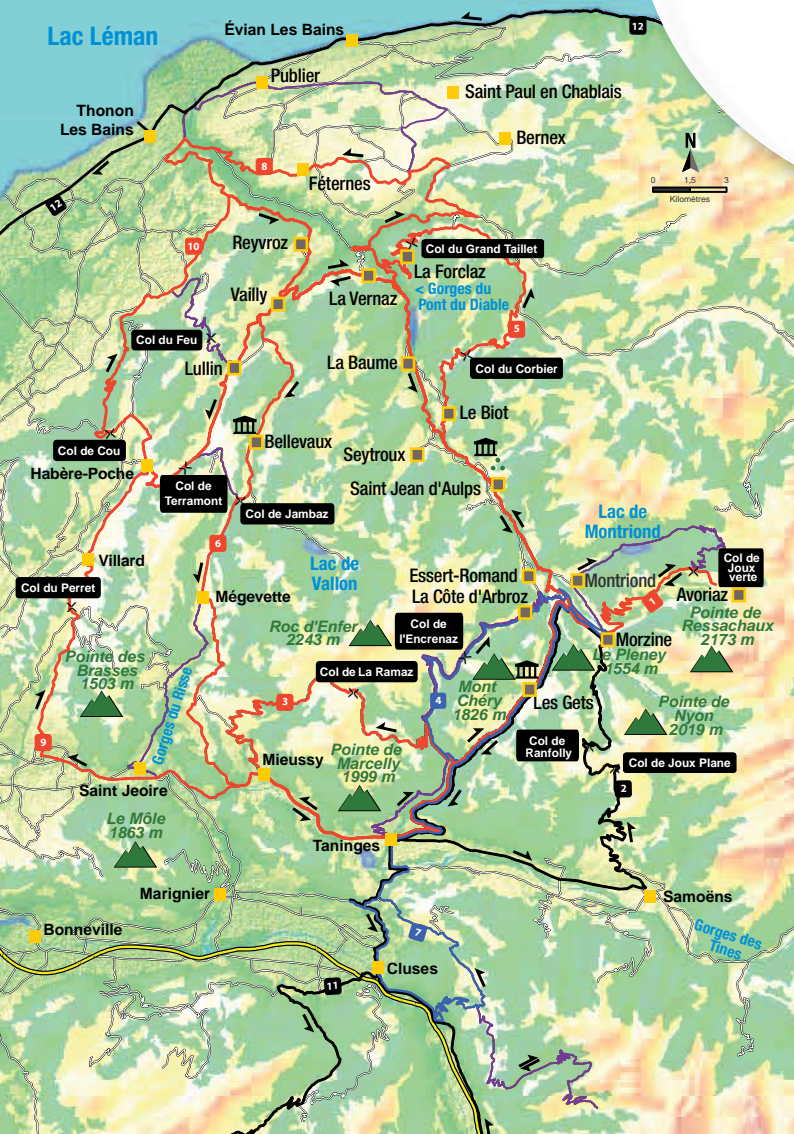 Lac Léman
Évian Les Bains
12
Publier
Saint Paul en Chablais
Thonon
Les Bains
Bernex
N
0 1,5 3
Kilomètres
8
Féternes
12
10
Reyvroz
Col du Grand Taillet
La Forclaz
< Gorges du
Pont du Diable
Vailly
La Vernaz
5
Col du Feu
Lullin
La Baume
Col du Corbier
Le Biot
Bellevaux
Col de Cou
Seytroux
Habère-Poche
Col de
Terramont
Saint Jean d'Aulps
Col de Jambaz
Lac de
Montriond
6
Villard
Lac de
Vallon
Col de
Joux
verte
Essert-Romand
Montriond
Col du Perret
Mégevette
La Côte d'Arbroz
1
Avoriaz
Roc d'Enfer
2243 m
Col de
l'Encrenaz
Pointe de
Ressachaux
2173 m
Morzine
Le Pleney
1554 m
Pointe des
Brasses
1503 m
Col de La Ramaz
Mont
Chéry
1826 m
3
4
Les Gets
Pointe de
Nyon
2019 m
Gorges du Risse
9
Col de
Ranfolly
Pointe de
Marcelly
1999 m
Col de Joux Plane
Mieussy
Saint Jeoire
2
Le Môle
1863 m
Taninges
Marignier
Samoëns
Bonneville
7
Gorges des
Tines
Cluses
11